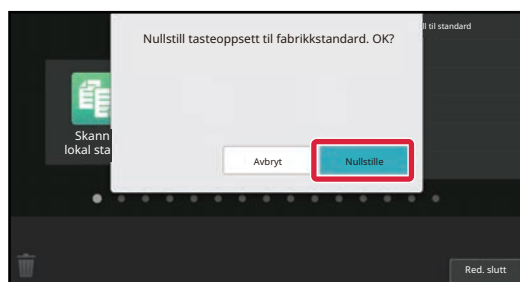 Nullstill tasteoppsett til fabrikkstandard. OK?
ll til standard
Skann
lokal sta
Avbryt
Nullstille
Red. slutt